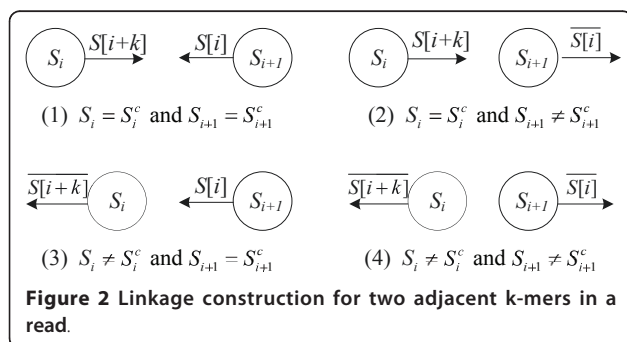 S_i S[i+k] S[i] S_{i+1} S_i S[i+k] S_{i+1} \overline{S[i]}
(1) S_i = S_i^c and S_{i+1} = S_{i+1}^c (2) S_i = S_i^c and S_{i+1} ≠ S_{i+1}^c
\overline{S[i+k]} S_i S[i] S_{i+1} \overline{S[i+k]} S_i S_{i+1} \overline{S[i]}
(3) S_i ≠ S_i^c and S_{i+1} = S_{i+1}^c (4) S_i ≠ S_i^c and S_{i+1} ≠ S_{i+1}^c
Figure 2 Linkage construction for two adjacent k-mers in a
read.